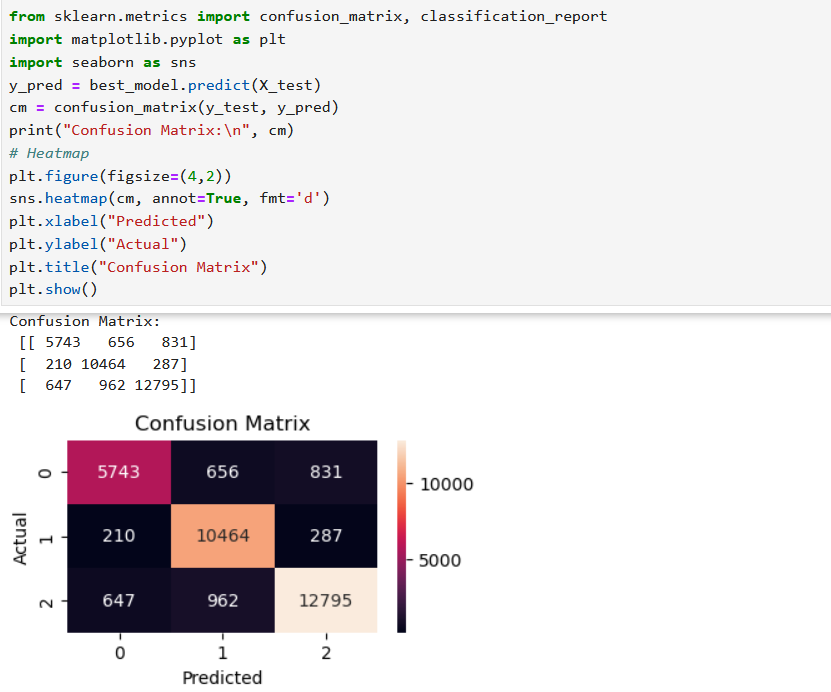 from sklearn.metrics import confusion_matrix, classification_report
import matplotlib.pyplot as plt
import seaborn as sns
y_pred = best_model.predict(X_test)
cm = confusion_matrix(y_test, y_pred)
print("Confusion Matrix:\n", cm)
# Heatmap
plt.figure(figsize=(4,2))
sns.heatmap(cm, annot=True, fmt='d')
plt.xlabel("Predicted")
plt.ylabel("Actual")
plt.title("Confusion Matrix")
plt.show()
Confusion Matrix:
[[ 5743   656   831]
[  210 10464   287]
[  647   962 12795]]
Confusion Matrix
0 5743 656 831
1 210 10464 287
2 647 962 12795
Actual
0 1 2
Predicted
10000
5000